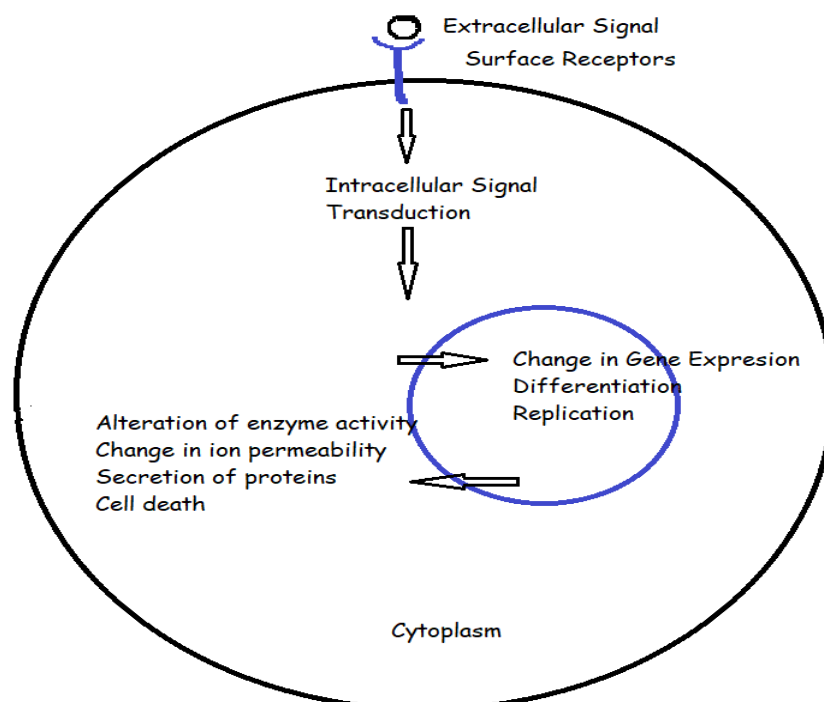 Extracellular Signal
Surface Receptors
Intracellular Signal
Transduction
Change in Gene Expresion
Differentiation
Replication
Alteration of enzyme activity
Change in ion permeability
Secretion of proteins
Cell death
Cytoplasm